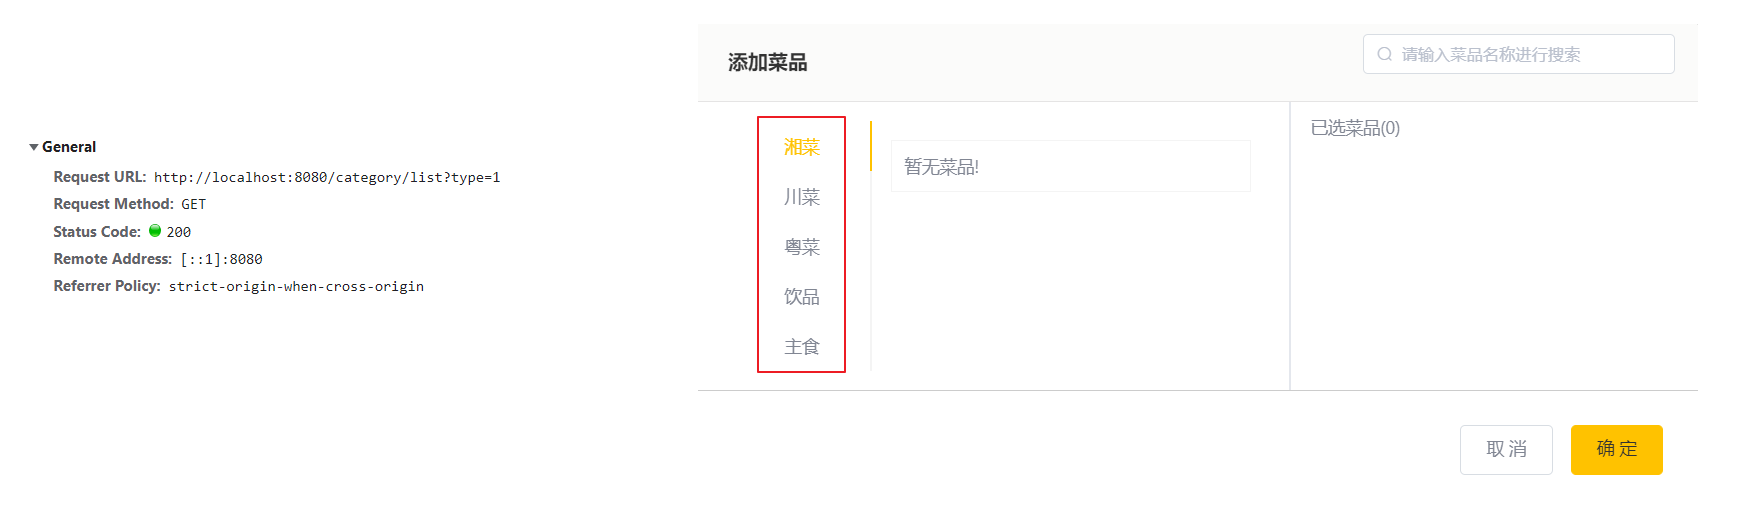 General
Request URL: http://localhost:8080/category/list?type=1
Request Method: GET
Status Code: 200
Remote Address: [::1]:8080
Referrer Policy: strict-origin-when-cross-origin
添加菜品
请输入菜品名称进行搜索
湘菜
川菜
粤菜
饮品
主食
暂无菜品!
已选菜品(0)
取 消
确 定